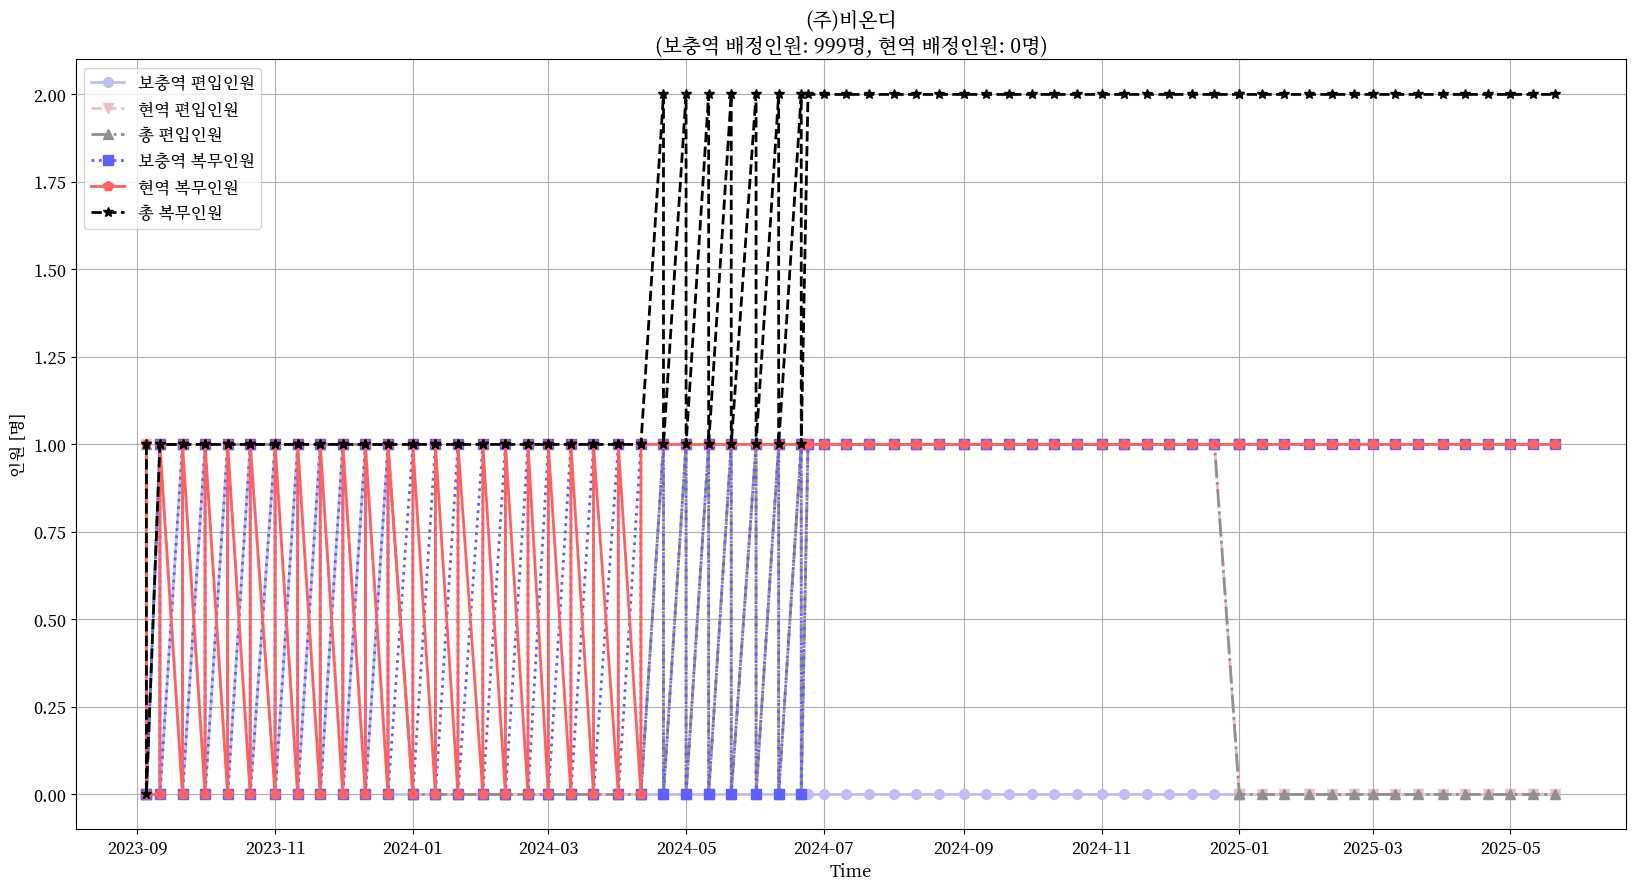 (주)비온디
(보충역 배정인원: 999명, 현역 배정인원: 0명)
보충역 편입인원
현역 편입인원
총 편입인원
보충역 복무인원
현역 복무인원
총 복무인원
인원 [명]
2.00
1.75
1.50
1.25
1.00
0.75
0.50
0.25
0.00
2023-09
2023-11
2024-01
2024-03
2024-05
2024-07
2024-09
2024-11
2025-01
2025-03
2025-05
Time